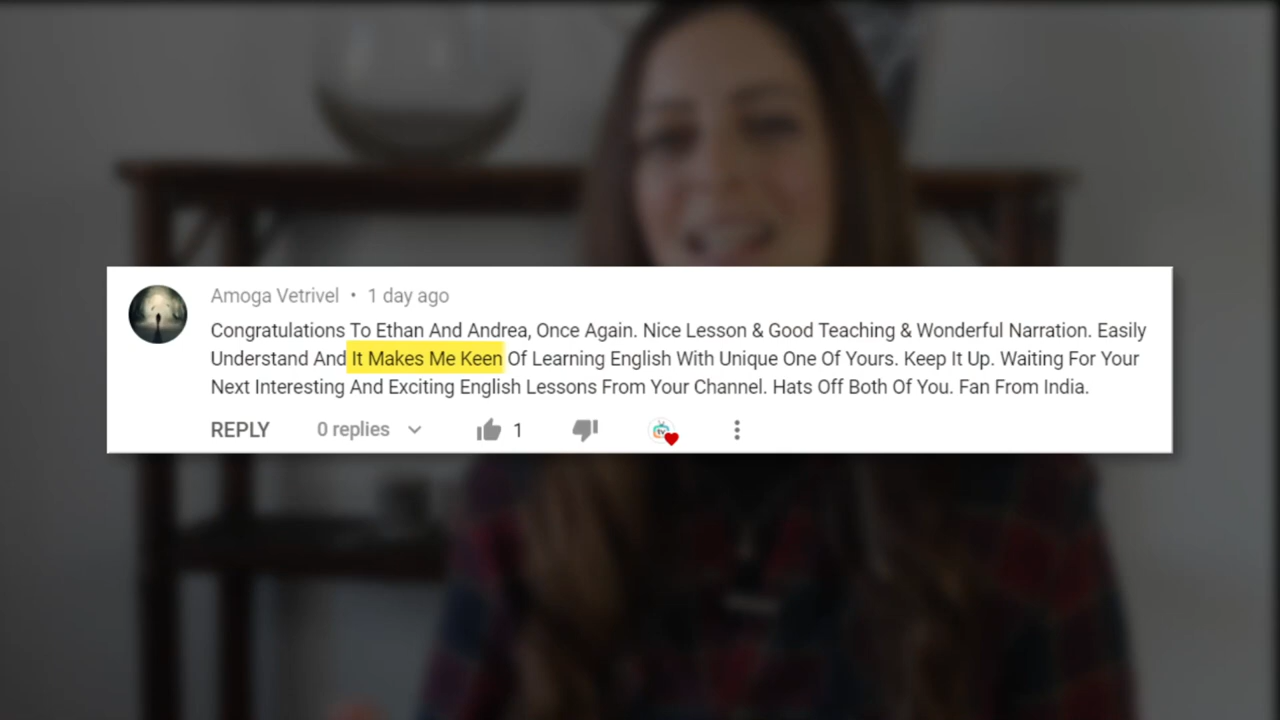 Amoga Vetrivel • 1 day ago
Congratulations To Ethan And Andrea, Once Again. Nice Lesson & Good Teaching & Wonderful Narration. Easily
Understand And It Makes Me Keen Of Learning English With Unique One Of Yours. Keep It Up. Waiting For Your
Next Interesting And Exciting English Lessons From Your Channel. Hats Off Both Of You. Fan From India.
REPLY 0 replies 1